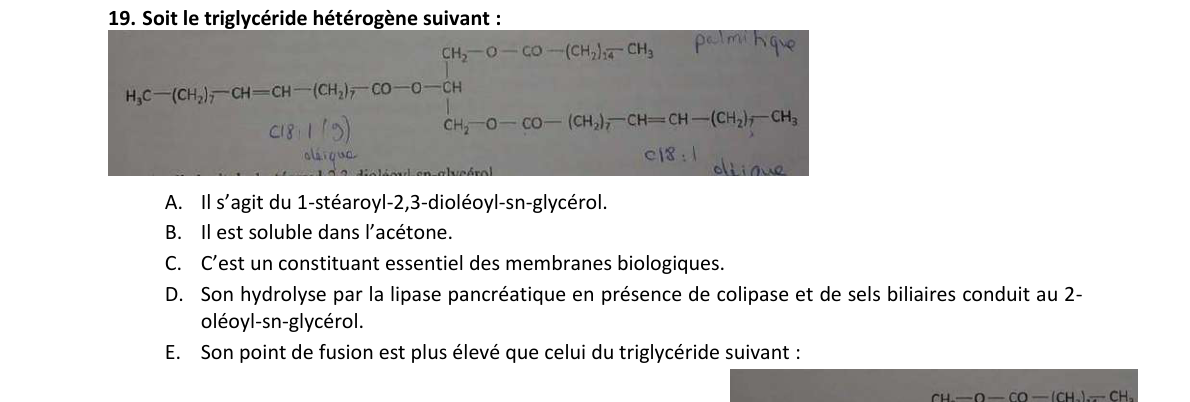 19. Soit le triglycéride hétérogène suivant :
CH₂—O—CO—(CH₂)₁₄—CH₃ palmitique
H₃C—(CH₂)₇—CH=CH—(CH₂)₇—CO—O—CH
CH₂—O—CO—(CH₂)₇—CH=CH—(CH₂)₇—CH₃
C18:1 (9)
oléique
C18:1
oléique
A. Il s’agit du 1-stéaroyl-2,3-dioléoyl-sn-glycérol.
B. Il est soluble dans l’acétone.
C. C’est un constituant essentiel des membranes biologiques.
D. Son hydrolyse par la lipase pancréatique en présence de colipase et de sels biliaires conduit au 2-
oléoyl-sn-glycérol.
E. Son point de fusion est plus élevé que celui du triglycéride suivant :